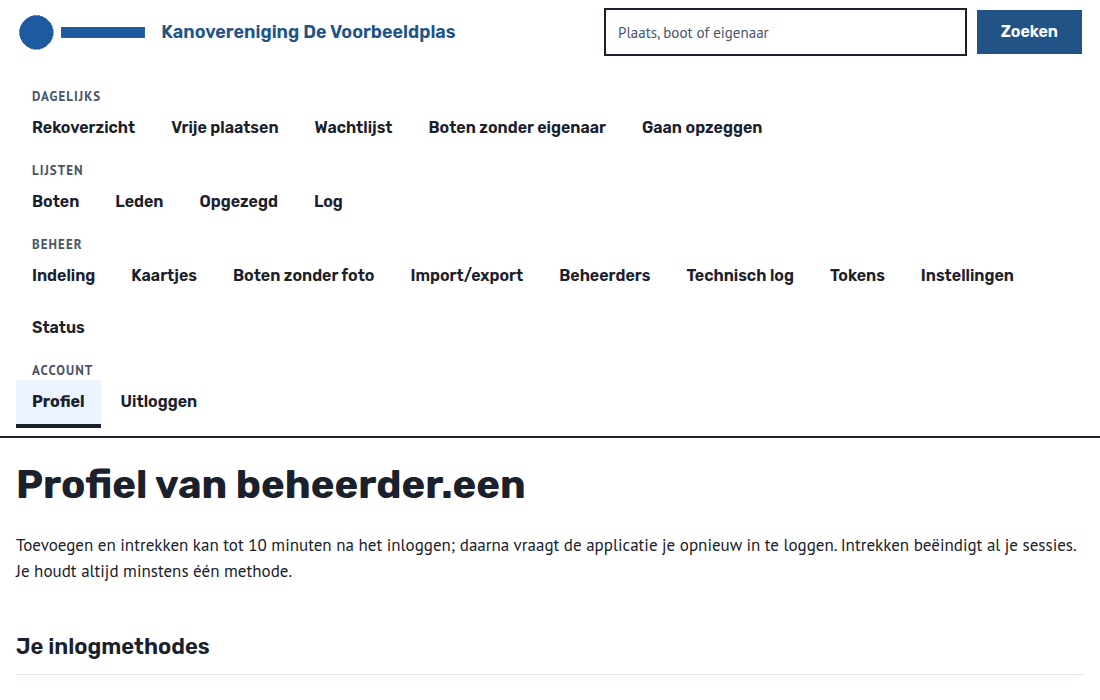 Kanovereniging De Voorbeeldplas
Plaats, boot of eigenaar
Zoeken
DAGELIJKS
Rekoverzicht Vrije plaatsen Wachtlijst Boten zonder eigenaar Gaan opzeggen
LIJSTEN
Boten Leden Opgezegd Log
BEHEER
Indeling Kaartjes Boten zonder foto Import/export Beheerders Technisch log Tokens Instellingen
Status
ACCOUNT
Profiel Uitloggen
Profiel van beheerder.een
Toevoegen en intrekken kan tot 10 minuten na het inloggen; daarna vraagt de applicatie je opnieuw in te loggen. Intrekken beëindigt al je sessies.
Je houdt altijd minstens één methode.
Je inlogmethodes